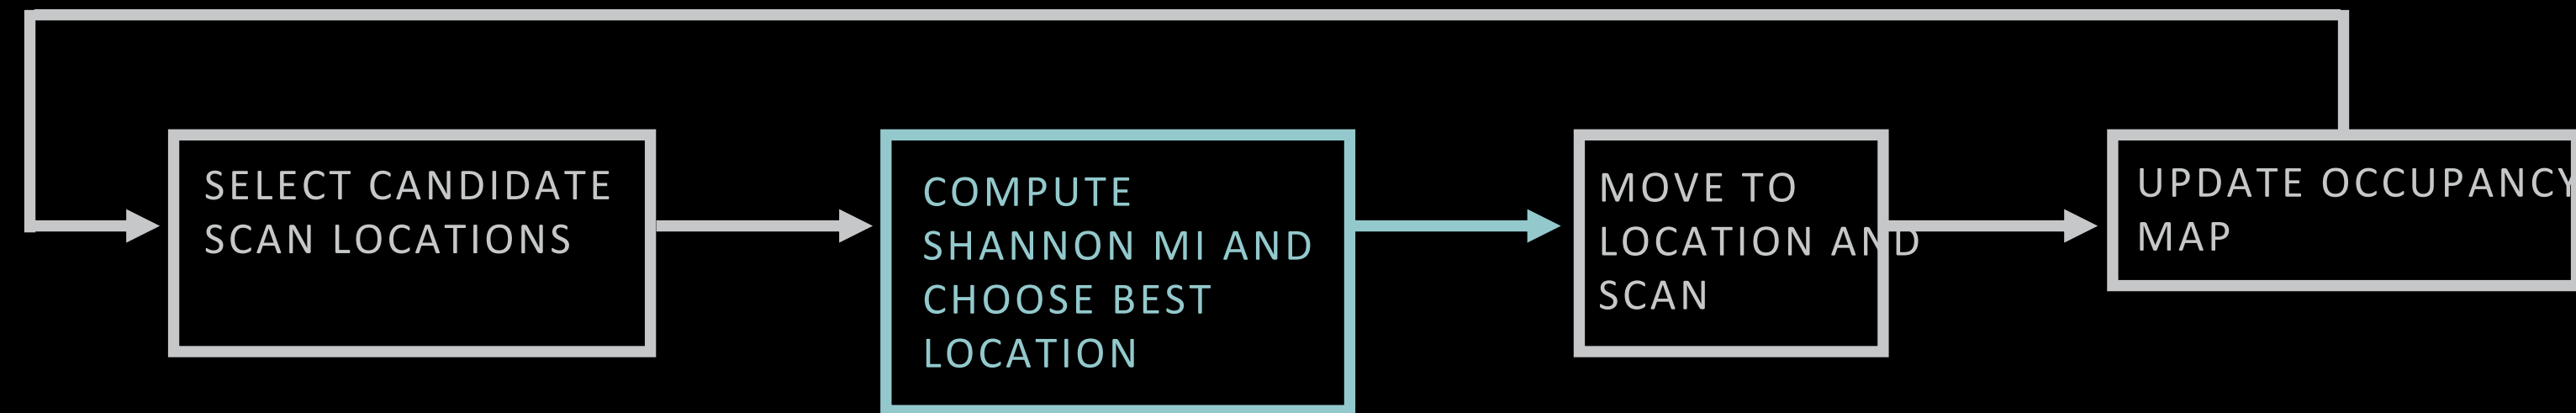 SELECT CANDIDATE
SCAN LOCATIONS
COMPUTE
SHANNON MI AND
CHOOSE BEST
LOCATION
MOVE TO
LOCATION AND
SCAN
UPDATE OCCUPANCY
MAP